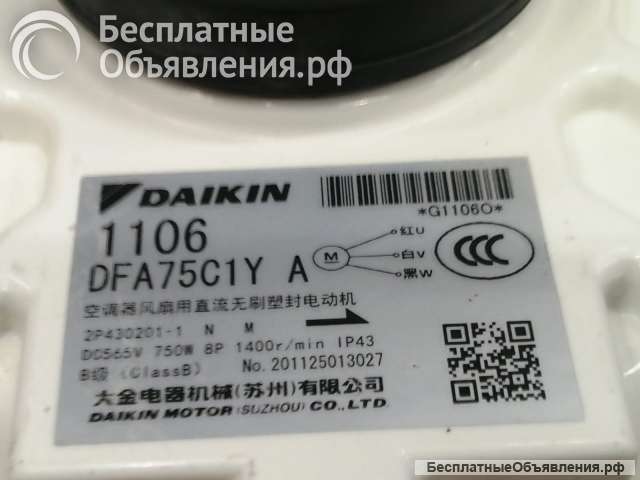 Бесплатные
Объявления.рф
DAIKIN
*G1106O*
1106
DFA75C1Y A
M
红U
白V
黑W
CCC
空调器风扇用直流无刷塑封电动机
2P430201-1 N M
DC565V 750W 8P 1400r/min IP43
B级 (ClassB) No.201125013027
大金电器机械(苏州)有限公司
DAIKIN MOTOR (SUZHOU) CO.,LTD
БесплатныеОбъявления.рф